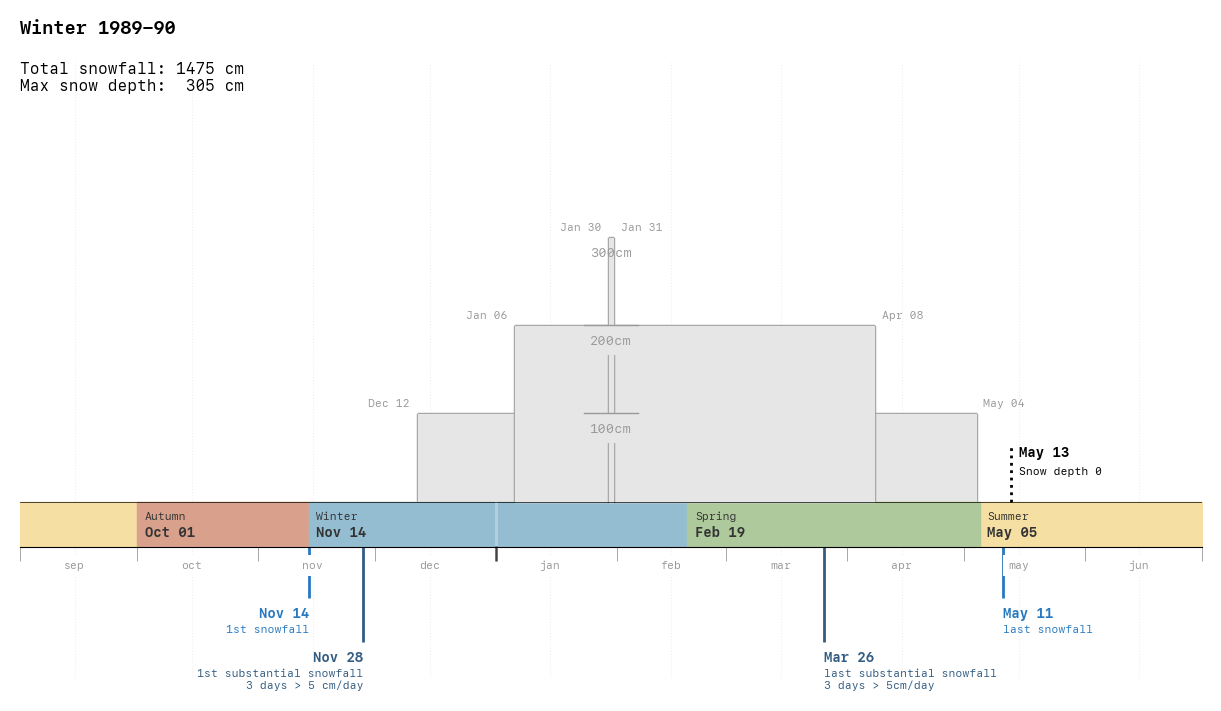 Winter 1989–90
Total snowfall: 1475 cm
Max snow depth: 305 cm
Jan 30 Jan 31
300cm
Jan 06 Apr 08
200cm
Dec 12 May 04
100cm
May 13
Snow depth 0
Autumn Winter Spring Summer
Oct 01 Nov 14 Feb 19 May 05
sep oct nov dec jan feb mar apr may jun
Nov 14 May 11
1st snowfall last snowfall
Nov 28 Mar 26
1st substantial snowfall last substantial snowfall
3 days > 5 cm/day 3 days > 5cm/day